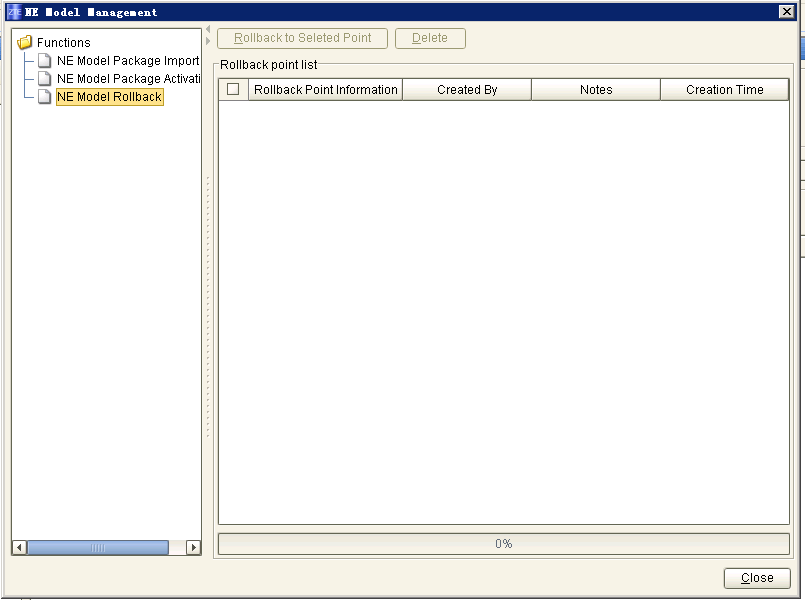 ZTE NE Model Management
Functions
NE Model Package Import
NE Model Package Activati
NE Model Rollback
Rollback to Seleted Point
Delete
Rollback point list
Rollback Point Information
Created By
Notes
Creation Time
0%
Close